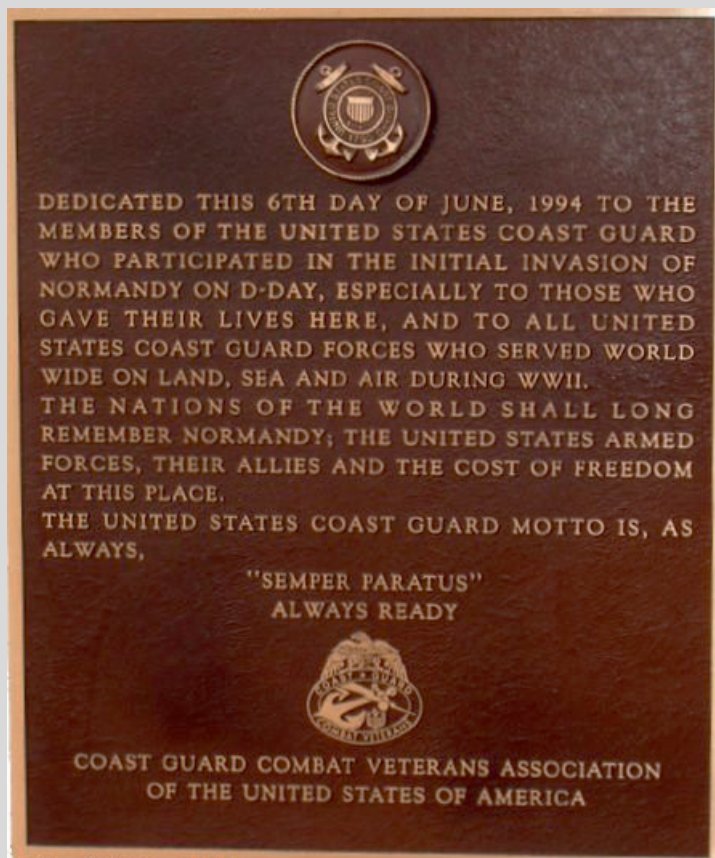 DEDICATED THIS 6TH DAY OF JUNE, 1994 TO THE
MEMBERS OF THE UNITED STATES COAST GUARD
WHO PARTICIPATED IN THE INITIAL INVASION OF
NORMANDY ON D-DAY, ESPECIALLY TO THOSE WHO
GAVE THEIR LIVES HERE, AND TO ALL UNITED
STATES COAST GUARD FORCES WHO SERVED WORLD
WIDE ON LAND, SEA AND AIR DURING WWII.
THE NATIONS OF THE WORLD SHALL LONG
REMEMBER NORMANDY; THE UNITED STATES ARMED
FORCES, THEIR ALLIES AND THE COST OF FREEDOM
AT THIS PLACE.
THE UNITED STATES COAST GUARD MOTTO IS, AS
ALWAYS,
"SEMPER PARATUS"
ALWAYS READY
COAST GUARD
COMBAT VETERANS
COAST GUARD COMBAT VETERANS ASSOCIATION
OF THE UNITED STATES OF AMERICA